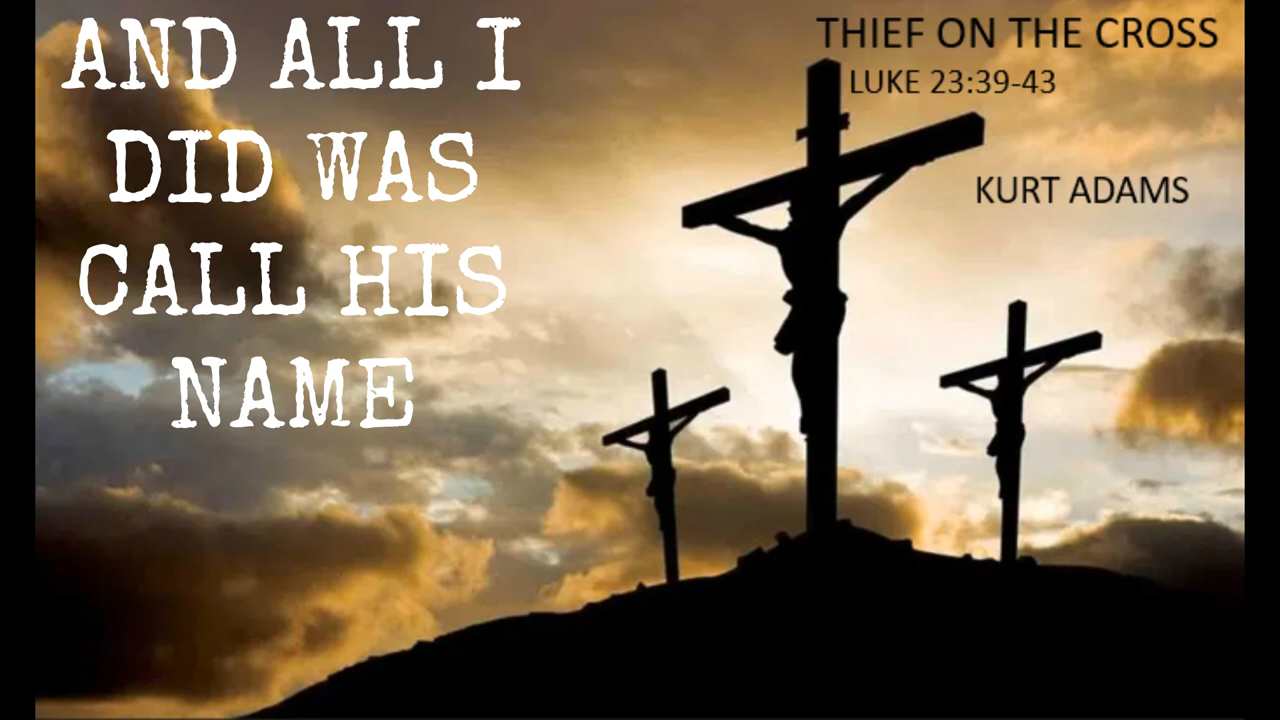 AND ALL I
DID WAS
CALL HIS
NAME
THIEF ON THE CROSS
LUKE 23:39-43
KURT ADAMS